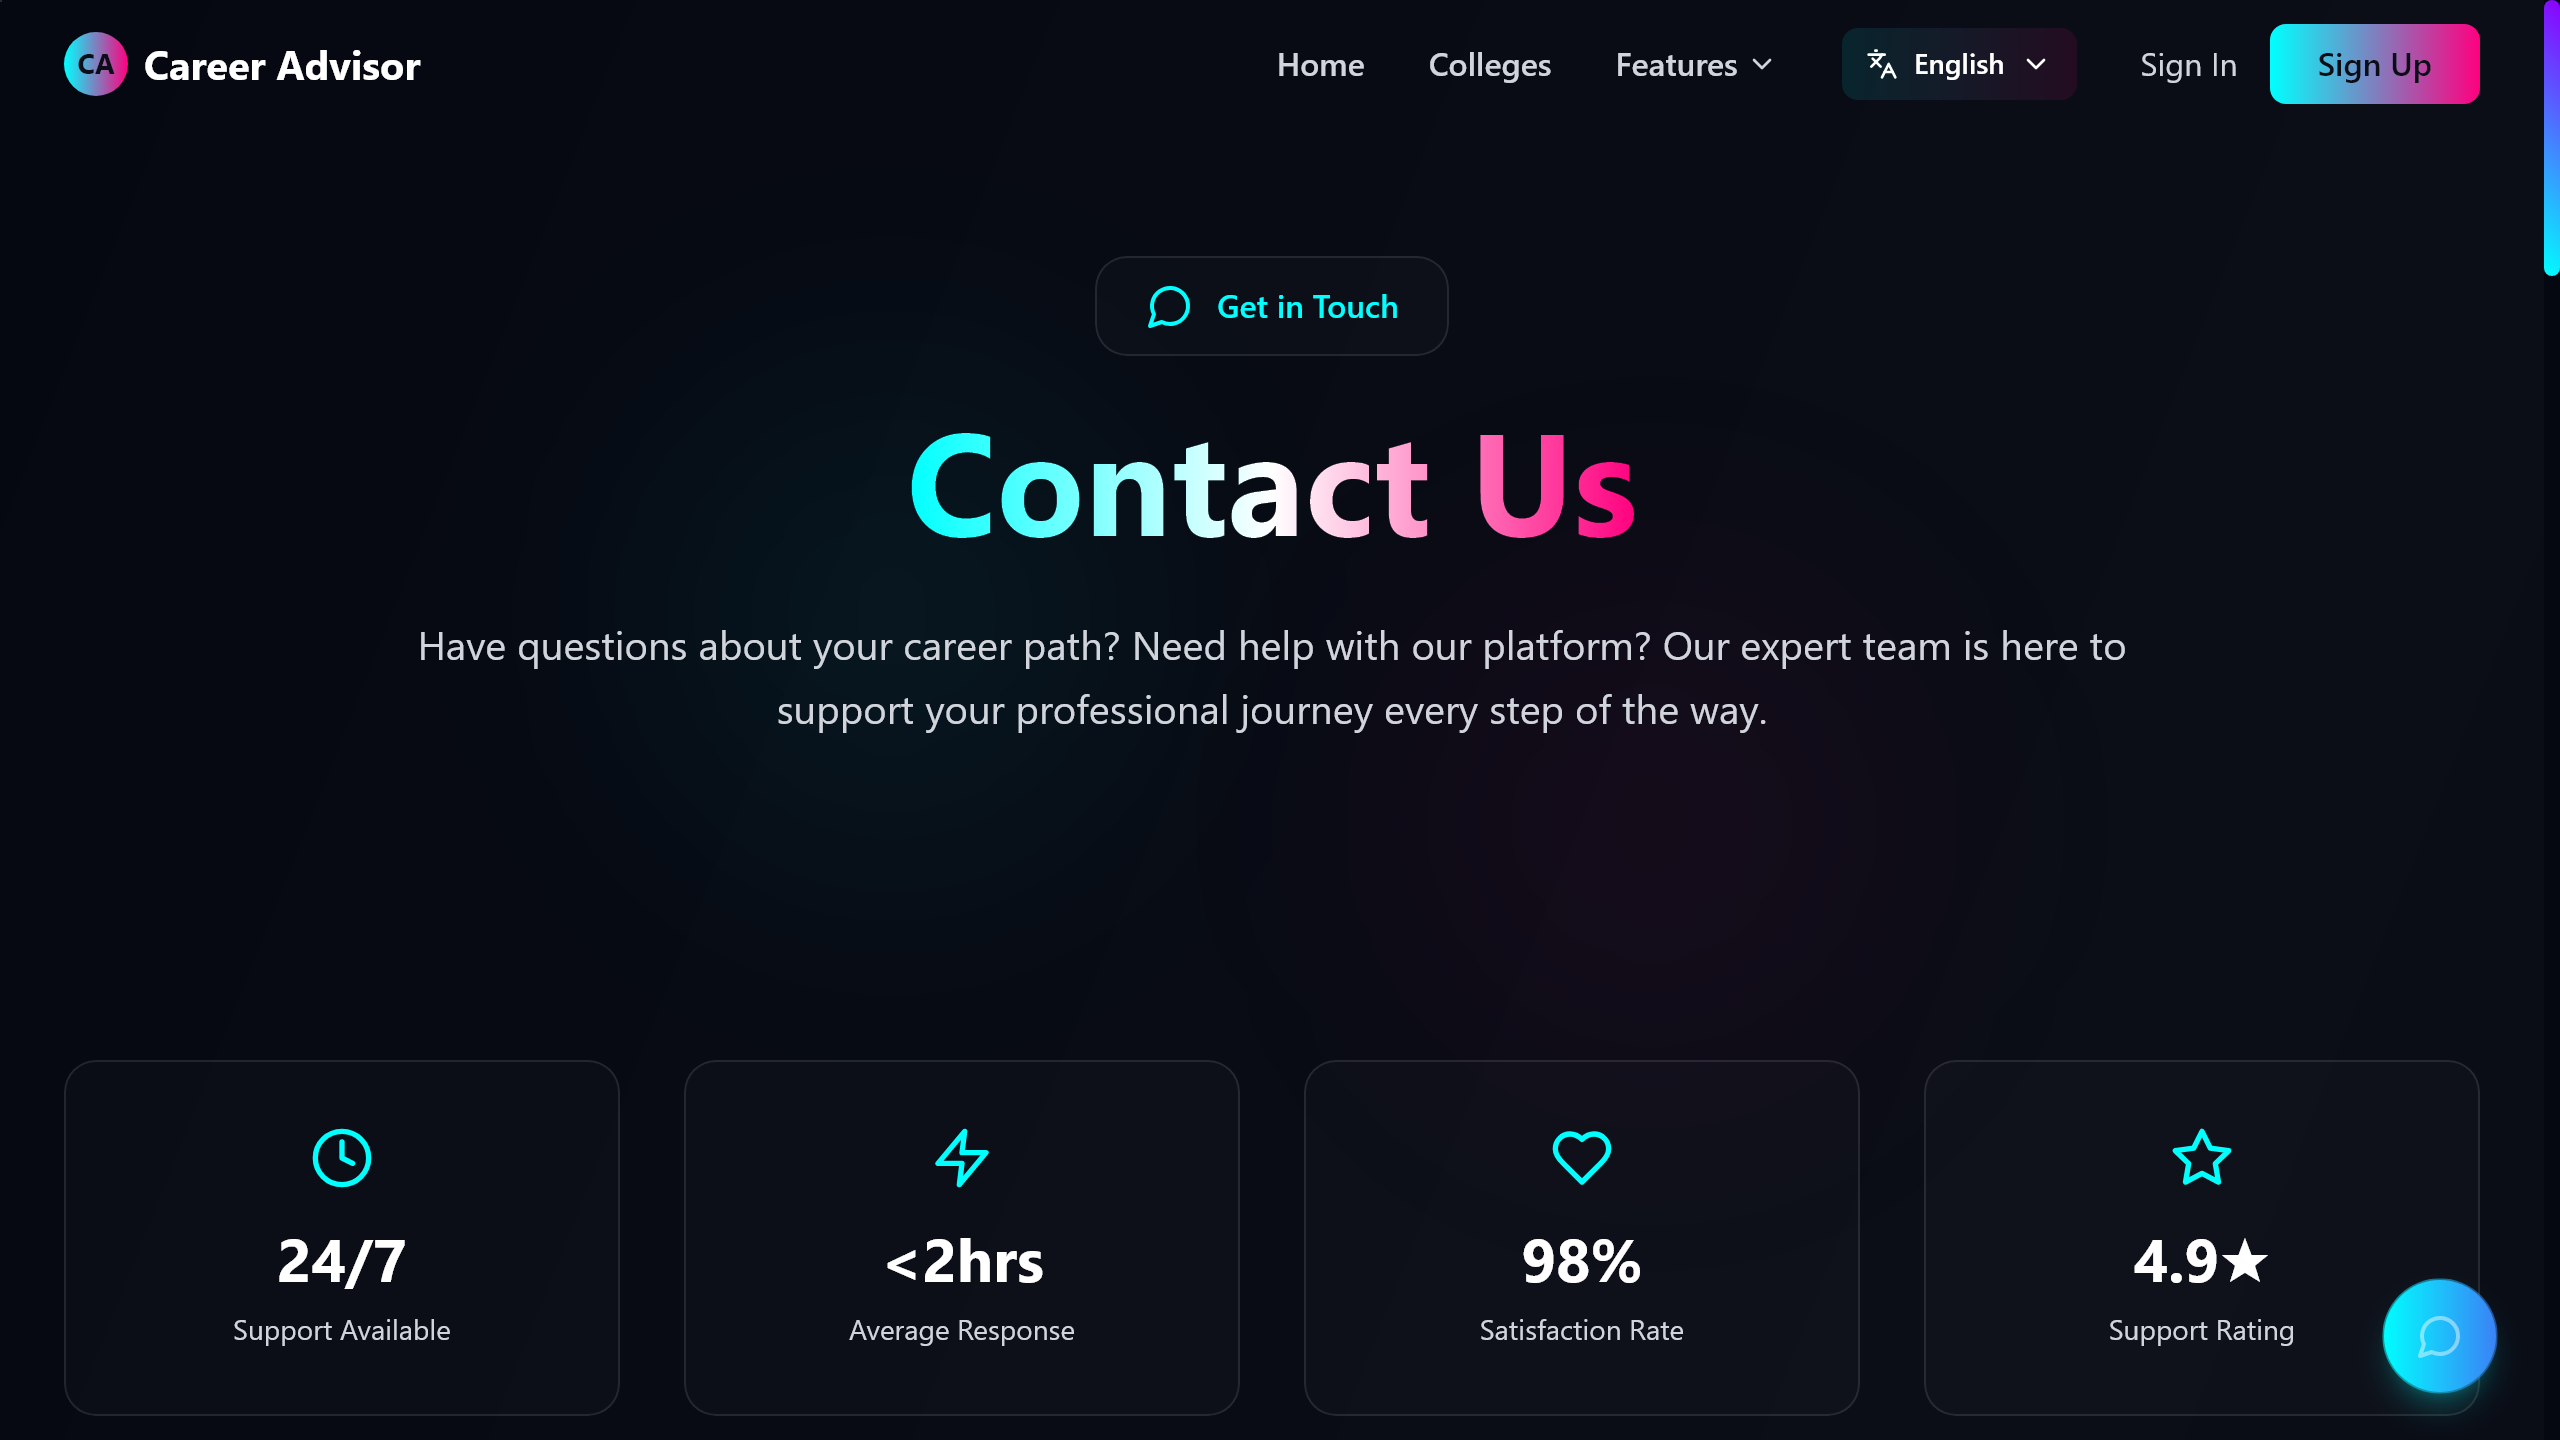 CA Career Advisor
Home Colleges Features English Sign In Sign Up
Get in Touch
Contact Us
Have questions about your career path? Need help with our platform? Our expert team is here to
support your professional journey every step of the way.
24/7
Support Available
<2hrs
Average Response
98%
Satisfaction Rate
4.9★
Support Rating